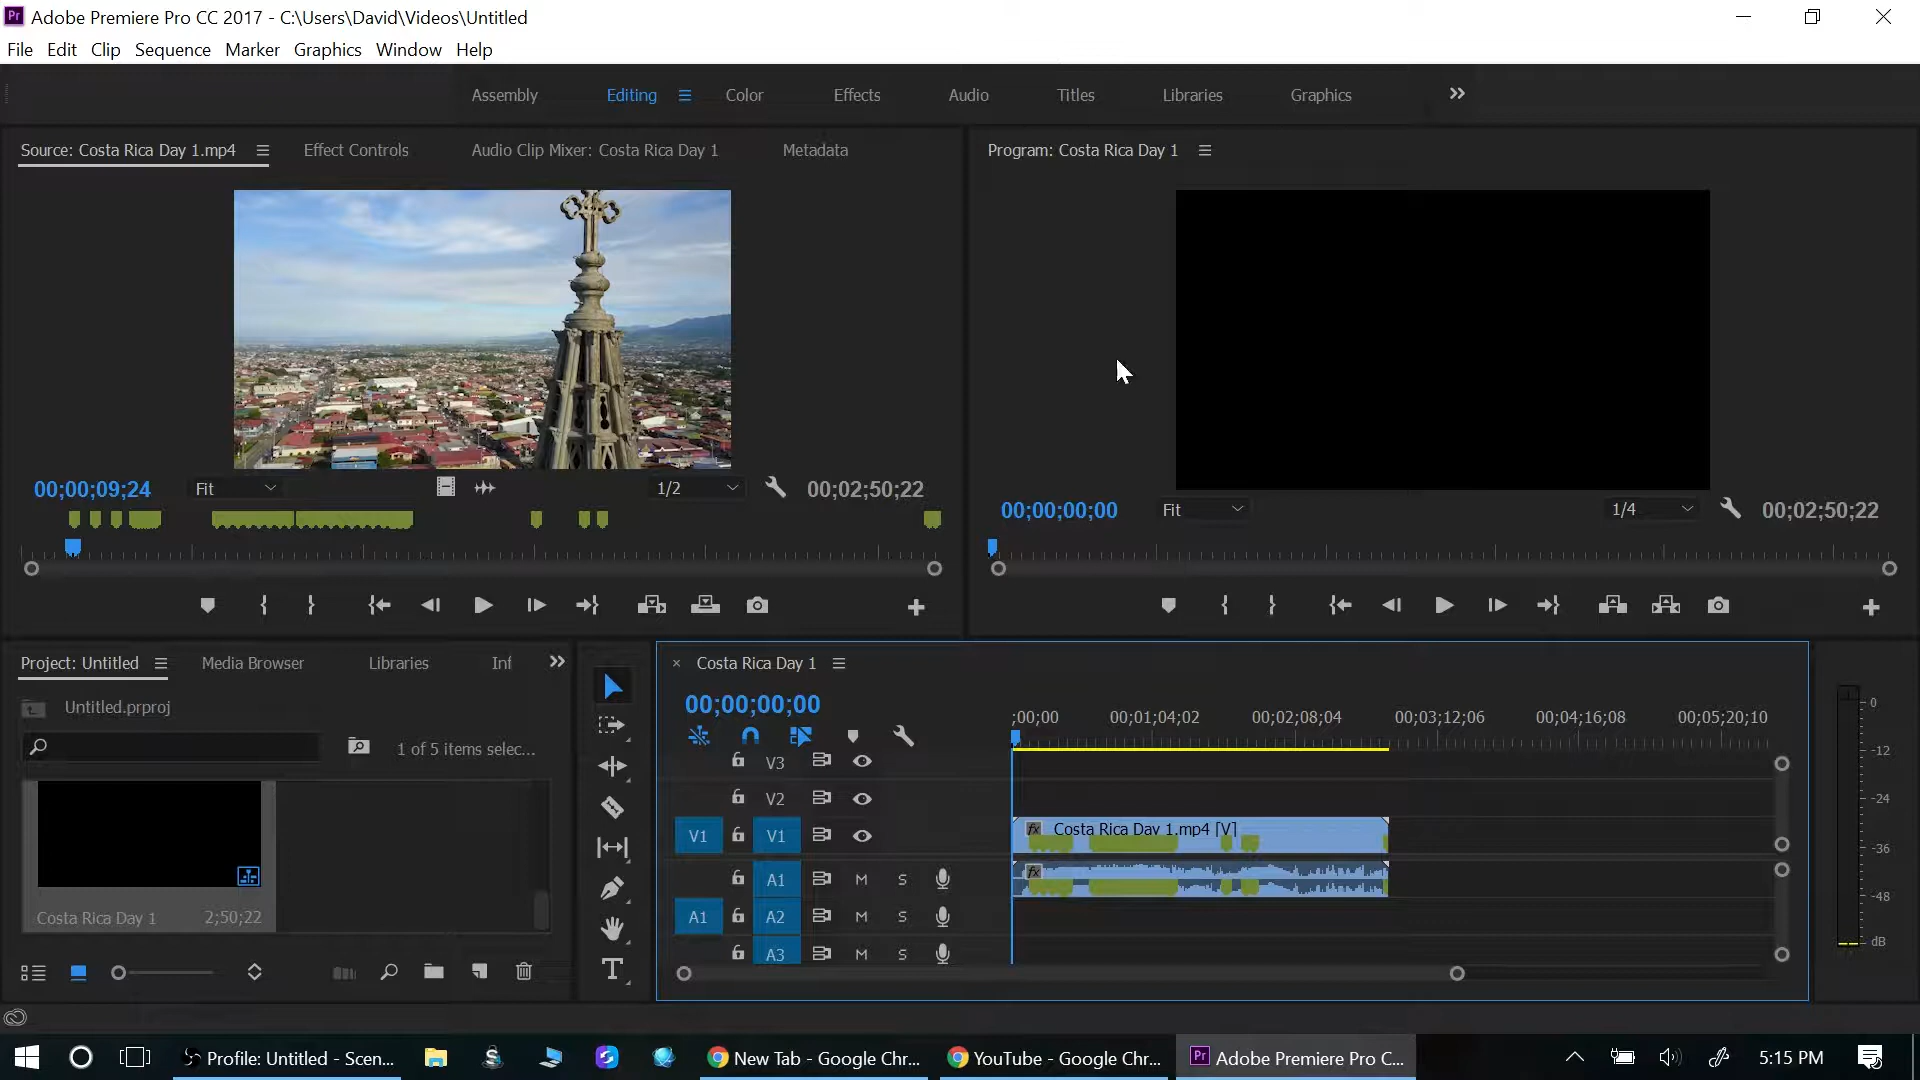 Adobe Premiere Pro CC 2017 - C:\Users\David\Videos\Untitled
File Edit Clip Sequence Marker Graphics Window Help
Assembly Editing Color Effects Audio Titles Libraries Graphics
Source: Costa Rica Day 1.mp4 Effect Controls Audio Clip Mixer: Costa Rica Day 1 Metadata
Program: Costa Rica Day 1
00;00;09;24 Fit 1/2 00;02;50;22
00;00;00;00 Fit 1/4 00;02;50;22
Project: Untitled Media Browser Libraries Inf
Untitled.prproj
1 of 5 items selec...
Costa Rica Day 1 2;50;22
Costa Rica Day 1
00;00;00;00
;00;00 00;01;04;02 00;02;08;04 00;03;12;06 00;04;16;08 00;05;20;10
V3
V2
V1 V1 Costa Rica Day 1.mp4 [V]
fx
A1 M S fx
A1 A2 M S
A3 M S
0
-12
-24
-36
-48
dB
Profile: Untitled - Scen... New Tab - Google Chr... YouTube - Google Chr... Pr Adobe Premiere Pro C... 5:15 PM